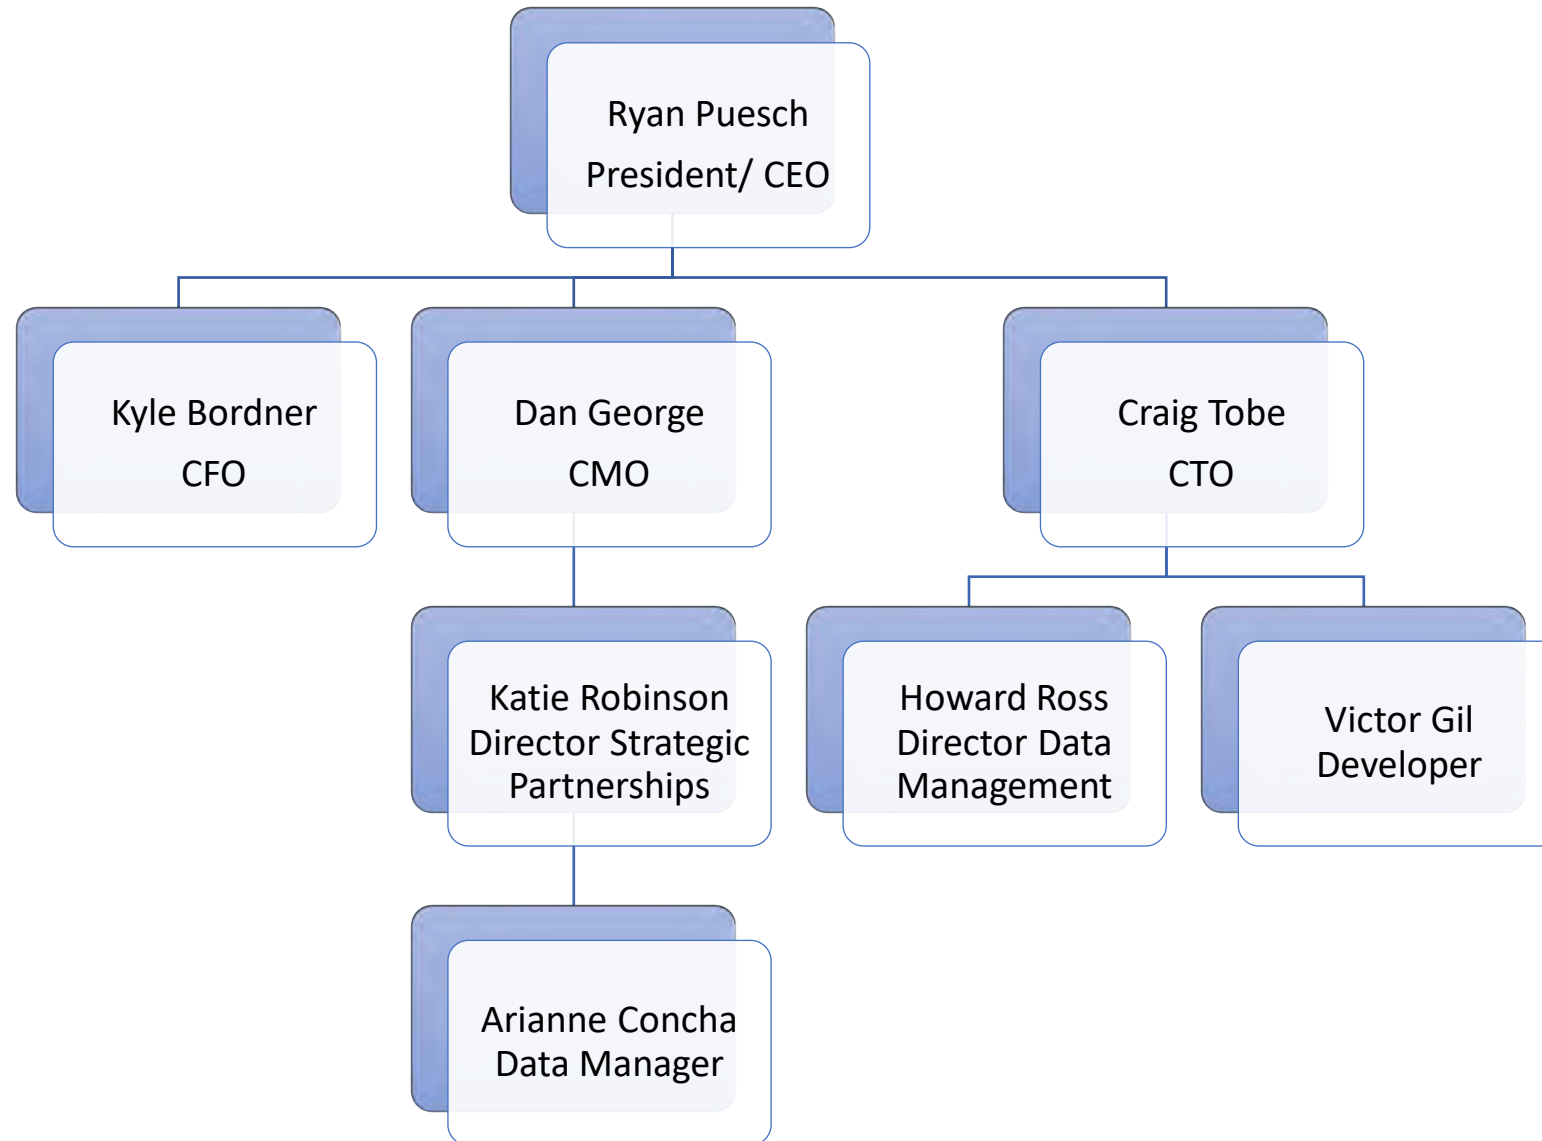 Ryan Puesch
President/ CEO
Kyle Bordner
CFO
Dan George
CMO
Craig Tobe
CTO
Katie Robinson
Director Strategic
Partnerships
Howard Ross
Director Data
Management
Victor Gil
Developer
Arianne Concha
Data Manager